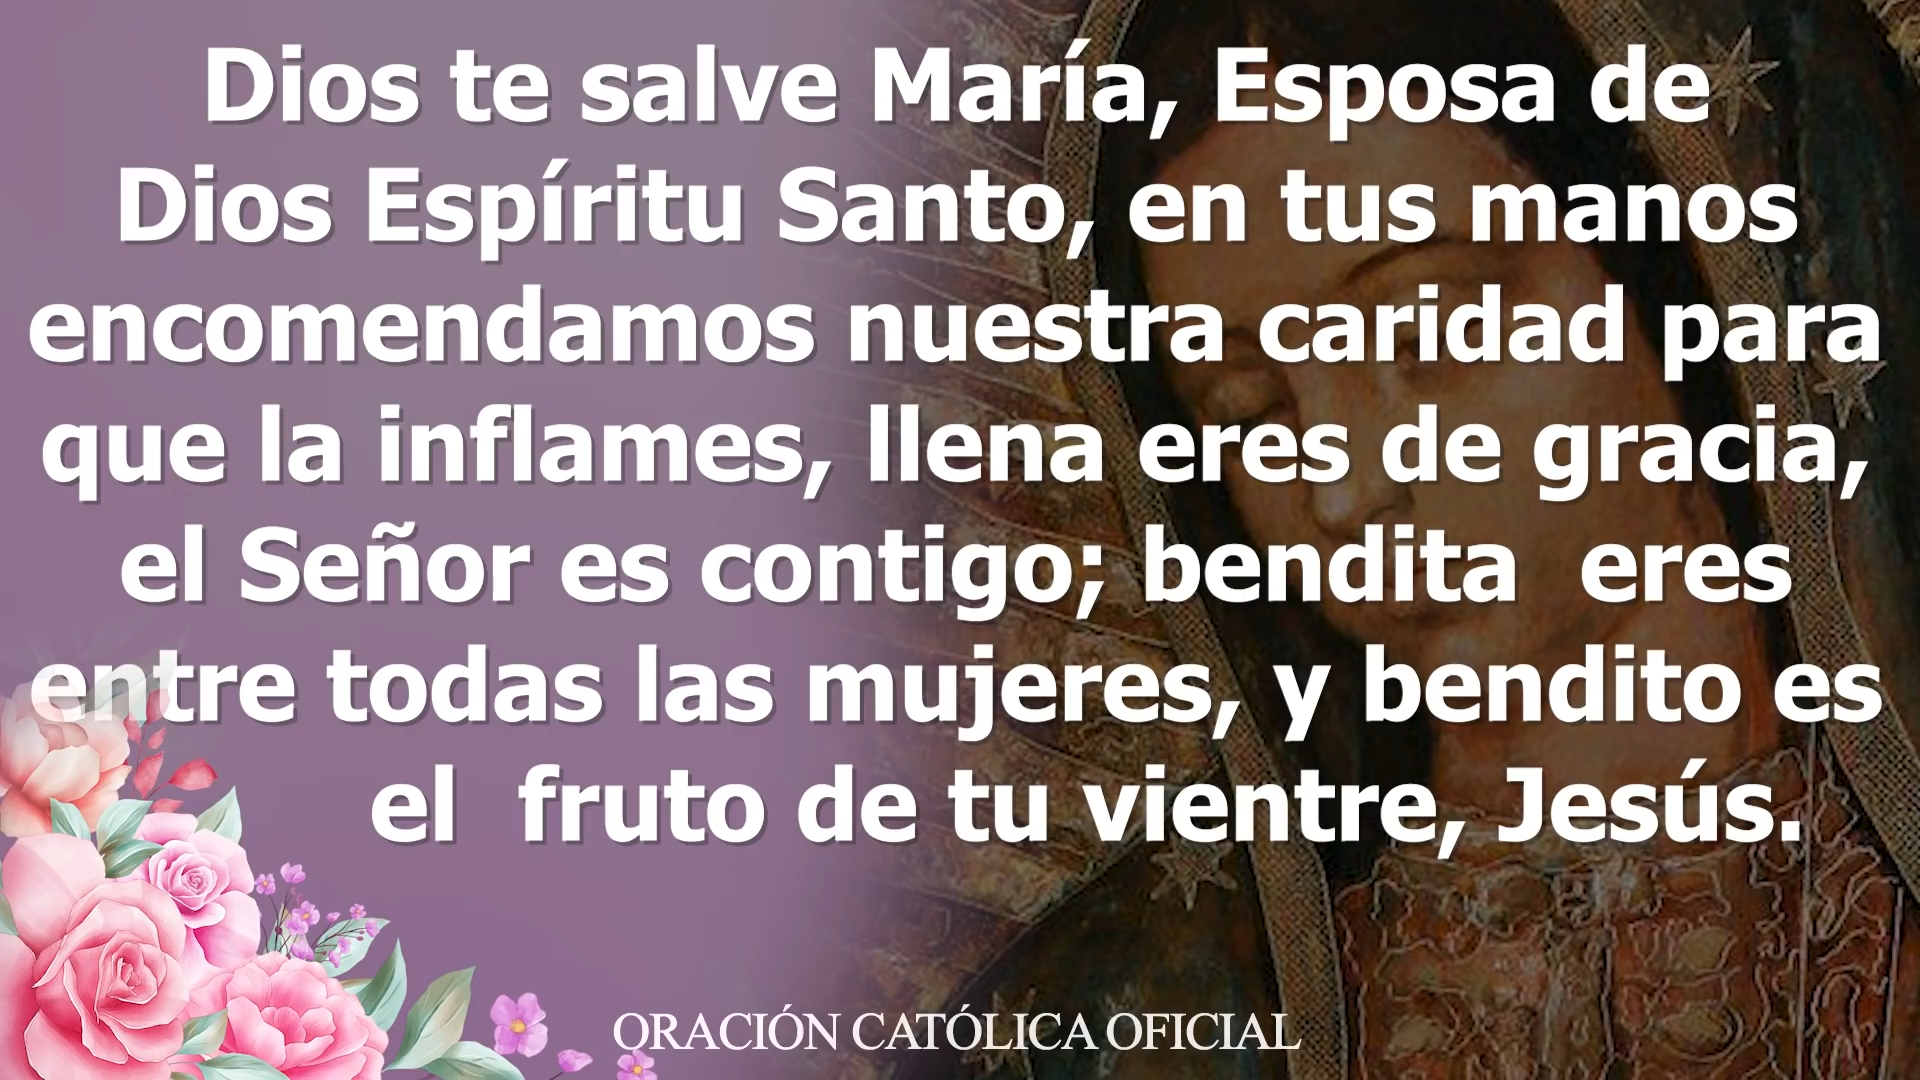 Dios te salve María, Esposa de
Dios Espíritu Santo, en tus manos
encomendamos nuestra caridad para
que la inflames, llena eres de gracia,
el Señor es contigo; bendita  eres
entre todas las mujeres, y bendito es
el  fruto de tu vientre, Jesús.
ORACIÓN CATÓLICA OFICIAL